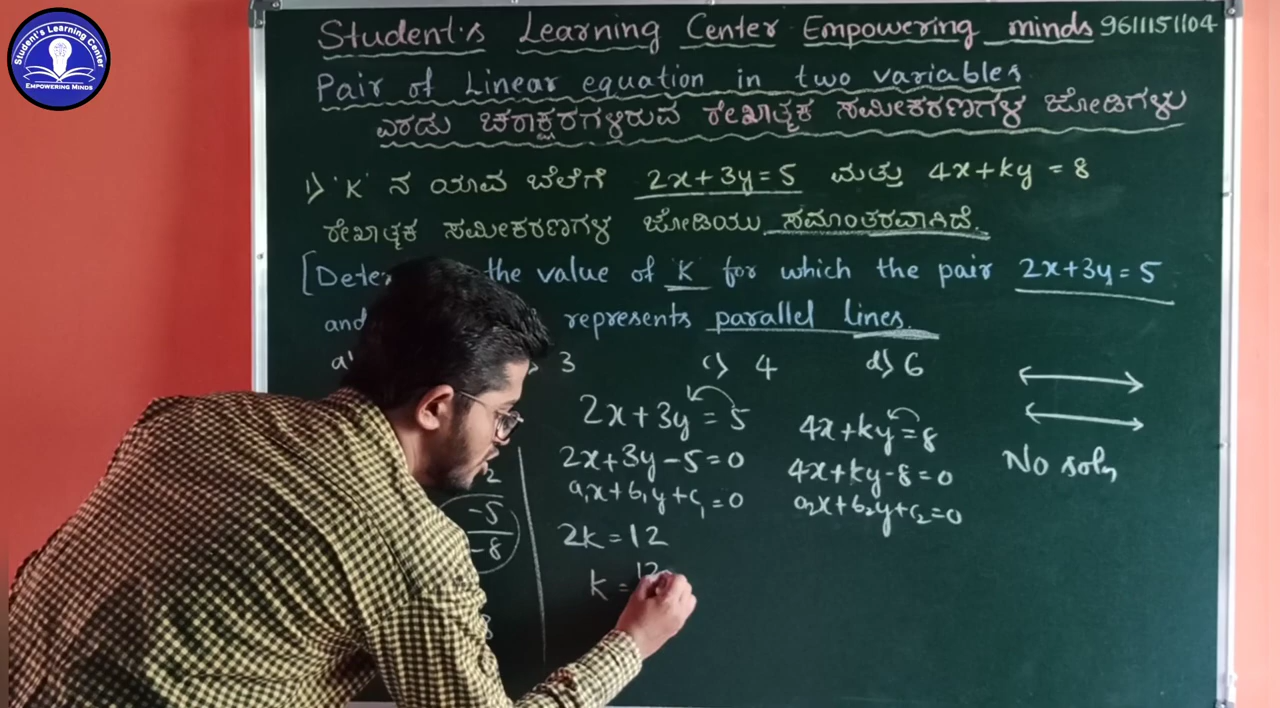 Student's Learning Center
EMPOWERING MINDS
Student's Learning Center Empowering minds 9611151104
Pair of Linear equation in two variables
ಎರಡು ಚರಾಕ್ಷರಗಳಿರುವ ರೇಖಾತ್ಮಕ ಸಮೀಕರಣಗಳ ಜೋಡಿಗಳು
1) 'K' ನ ಯಾವ ಬೆಲೆಗೆ 2x+3y=5 ಮತ್ತು 4x+ky=8
ರೇಖಾತ್ಮಕ ಸಮೀಕರಣಗಳ ಜೋಡಿಯು ಸಮಾಂತರವಾಗಿದೆ.
[ the value of 'K' for which the pair 2x+3y=5
and represents parallel lines.
a) 3 c) 4 d) 6
2x+3y=5 4x+ky=8
2x+3y-5=0 4x+ky-8=0 No soln
a₁x+b₁y+c₁=0 a₂x+b₂y+c₂=0
-5
-8
2k=12
k=